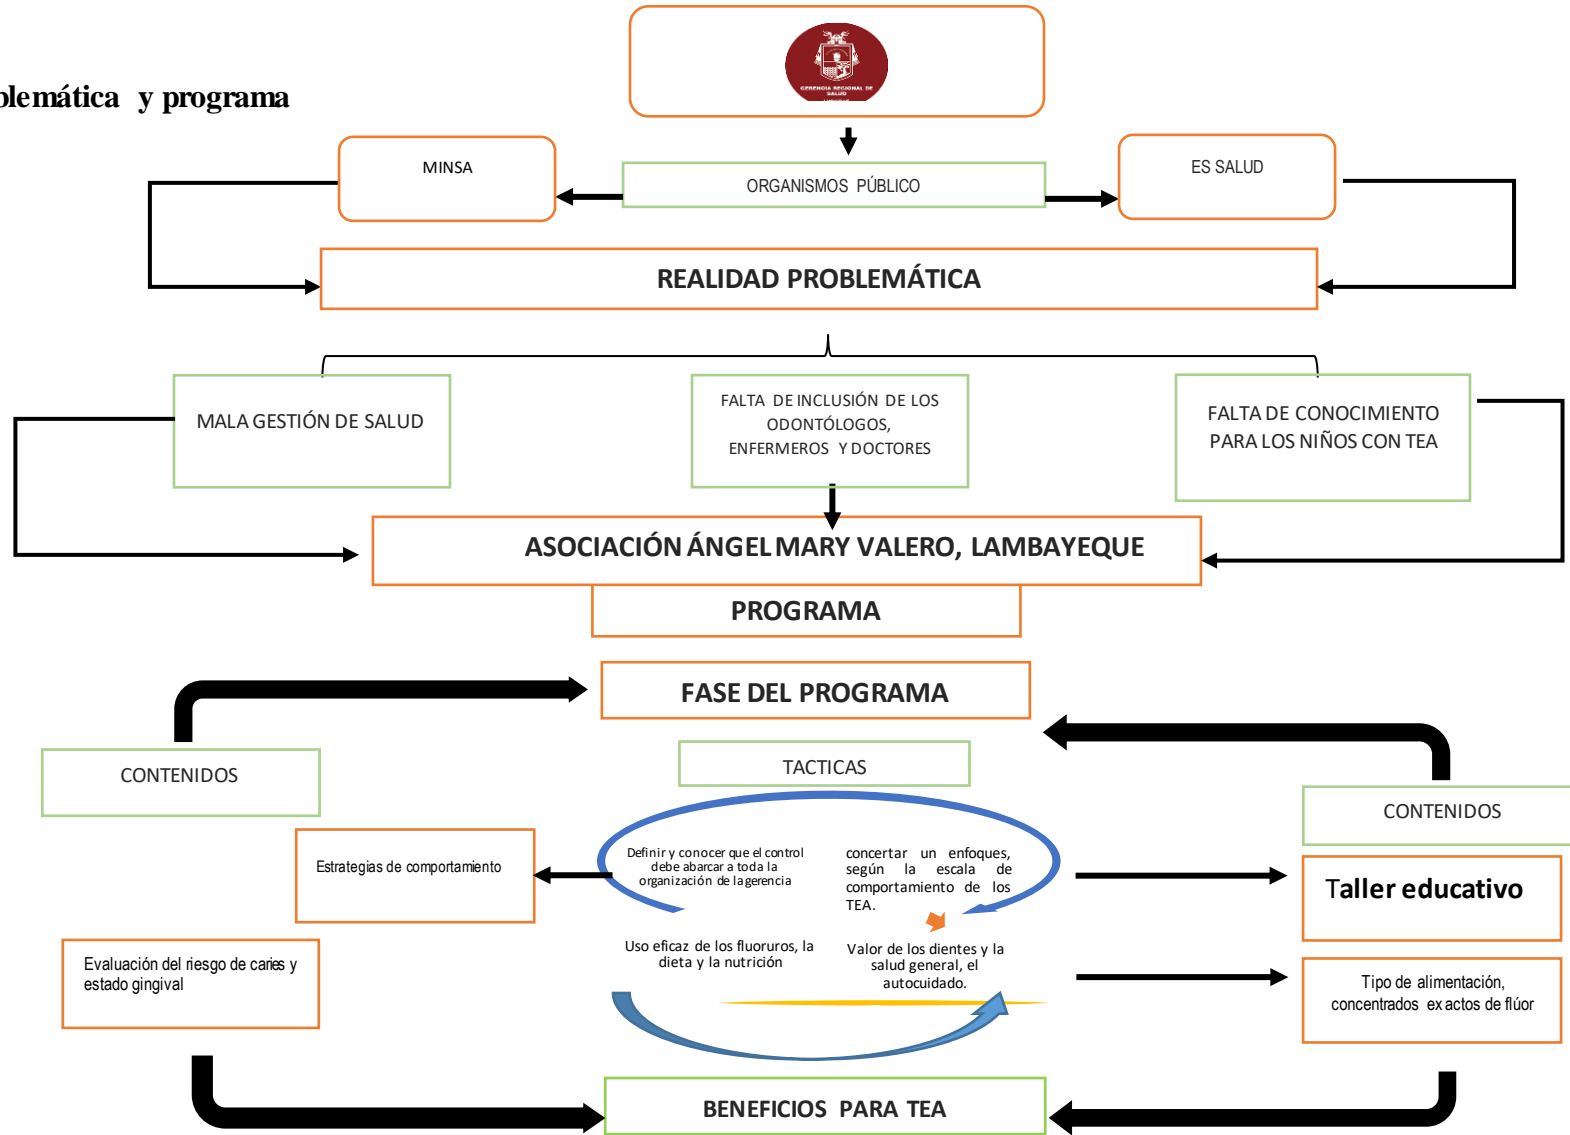 GERENCIA REGIONAL DE
SALUD
blemática y programa
MINSA
ORGANISMOS PÚBLICO
ES SALUD
REALIDAD PROBLEMÁTICA
MALA GESTIÓN DE SALUD
FALTA DE INCLUSIÓN DE LOS
ODONTÓLOGOS,
ENFERMEROS Y DOCTORES
FALTA DE CONOCIMIENTO
PARA LOS NIÑOS CON TEA
ASOCIACIÓN ÁNGEL MARY VALERO, LAMBAYEQUE
PROGRAMA
FASE DEL PROGRAMA
CONTENIDOS
TACTICAS
CONTENIDOS
Estrategias de comportamiento
Definir y conocer que el control
debe abarcar a toda la
organización de la gerencia
concertar un enfoques,
según la escala de
comportamiento de los
TEA.
Taller educativo
Evaluación del riesgo de caries y
estado gingival
Uso eficaz de los fluoruros, la
dieta y la nutrición
Valor de los dientes y la
salud general, el
autocuidado.
Tipo de alimentación,
concentrados exactos de flúor
BENEFICIOS PARA TEA